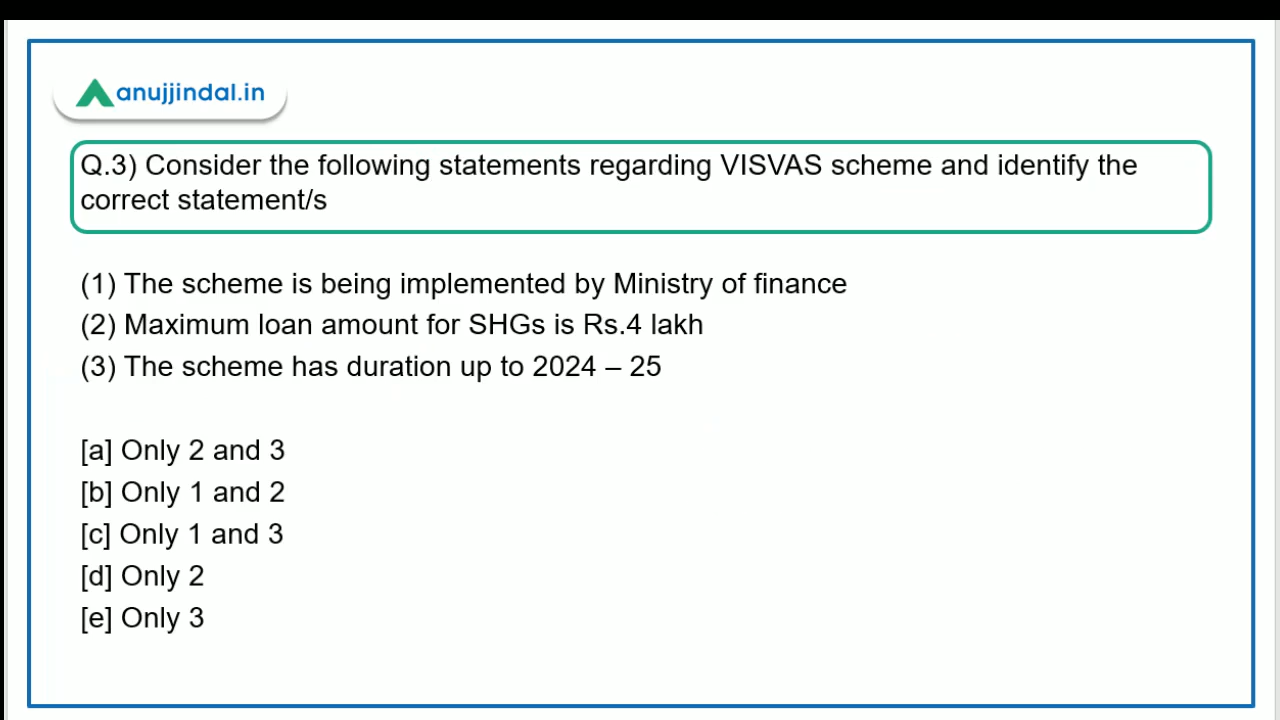 anujjindal.in
Q.3) Consider the following statements regarding VISVAS scheme and identify the
correct statement/s
(1) The scheme is being implemented by Ministry of finance
(2) Maximum loan amount for SHGs is Rs.4 lakh
(3) The scheme has duration up to 2024 – 25
[a] Only 2 and 3
[b] Only 1 and 2
[c] Only 1 and 3
[d] Only 2
[e] Only 3